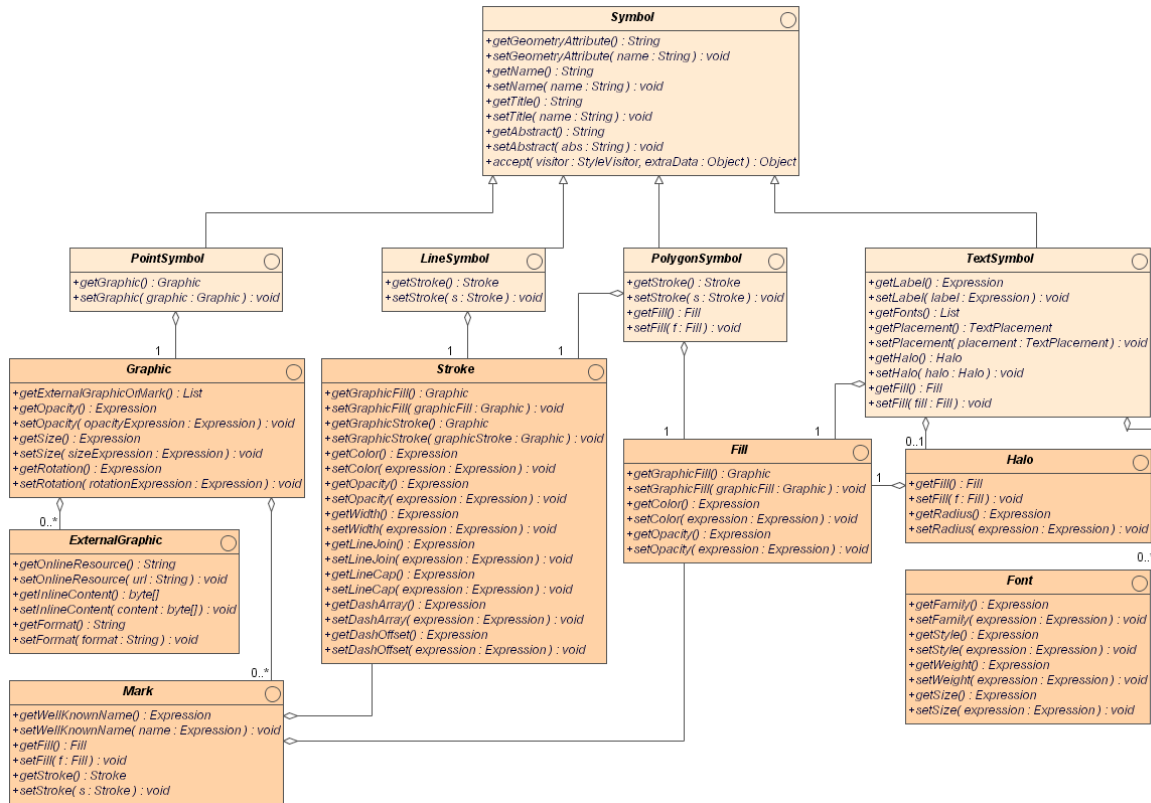 Symbol
+getGeometryAttribute() : String
+setGeometryAttribute( name : String ) : void
+getName() : String
+setName( name : String ) : void
+getTitle() : String
+setTitle( name : String ) : void
+getAbstract() : String
+setAbstract( abs : String ) : void
+accept( visitor : StyleVisitor, extraData : Object ) : Object
PointSymbol
+getGraphic() : Graphic
+setGraphic( graphic : Graphic ) : void
LineSymbol
+getStroke() : Stroke
+setStroke( s : Stroke ) : void
PolygonSymbol
+getStroke() : Stroke
+setStroke( s : Stroke ) : void
+getFill() : Fill
+setFill( f : Fill ) : void
TextSymbol
+getLabel() : Expression
+setLabel( label : Expression ) : void
+getFonts() : List
+getPlacement() : TextPlacement
+setPlacement( placement : TextPlacement ) : void
+getHalo() : Halo
+setHalo( halo : Halo ) : void
+getFill() : Fill
+setFill( fill : Fill ) : void
1
1
1
Graphic
+getExternalGraphicOrMark() : List
+getOpacity() : Expression
+setOpacity( opacityExpression : Expression ) : void
+getSize() : Expression
+setSize( sizeExpression : Expression ) : void
+getRotation() : Expression
+setRotation( rotationExpression : Expression ) : void
Stroke
+getGraphicFill() : Graphic
+setGraphicFill( graphicFill : Graphic ) : void
+getGraphicStroke() : Graphic
+setGraphicStroke( graphicStroke : Graphic ) : void
+getColor() : Expression
+setColor( expression : Expression ) : void
+getOpacity() : Expression
+setOpacity( expression : Expression ) : void
+getWidth() : Expression
+setWidth( expression : Expression ) : void
+getLineJoin() : Expression
+setLineJoin( expression : Expression ) : void
+getLineCap() : Expression
+setLineCap( expression : Expression ) : void
+getDashArray() : Expression
+setDashArray( expression : Expression ) : void
+getDashOffset() : Expression
+setDashOffset( expression : Expression ) : void
1
1
0..1
Fill
+getGraphicFill() : Graphic
+setGraphicFill( graphicFill : Graphic ) : void
+getColor() : Expression
+setColor( expression : Expression ) : void
+getOpacity() : Expression
+setOpacity( expression : Expression ) : void
1
Halo
+getFill() : Fill
+setFill( f : Fill ) : void
+getRadius() : Expression
+setRadius( expression : Expression ) : void
0..*
ExternalGraphic
+getOnlineResource() : String
+setOnlineResource( url : String ) : void
+getInlineContent() : byte[]
+setInlineContent( content : byte[] ) : void
+getFormat() : String
+setFormat( format : String ) : void
0..*
Font
+getFamily() : Expression
+setFamily( expression : Expression ) : void
+getStyle() : Expression
+setStyle( expression : Expression ) : void
+getWeight() : Expression
+setWeight( expression : Expression ) : void
+getSize() : Expression
+setSize( expression : Expression ) : void
0..*
Mark
+getWellKnownName() : Expression
+setWellKnownName( name : Expression ) : void
+getFill() : Fill
+setFill( f : Fill ) : void
+getStroke() : Stroke
+setStroke( s : Stroke ) : void